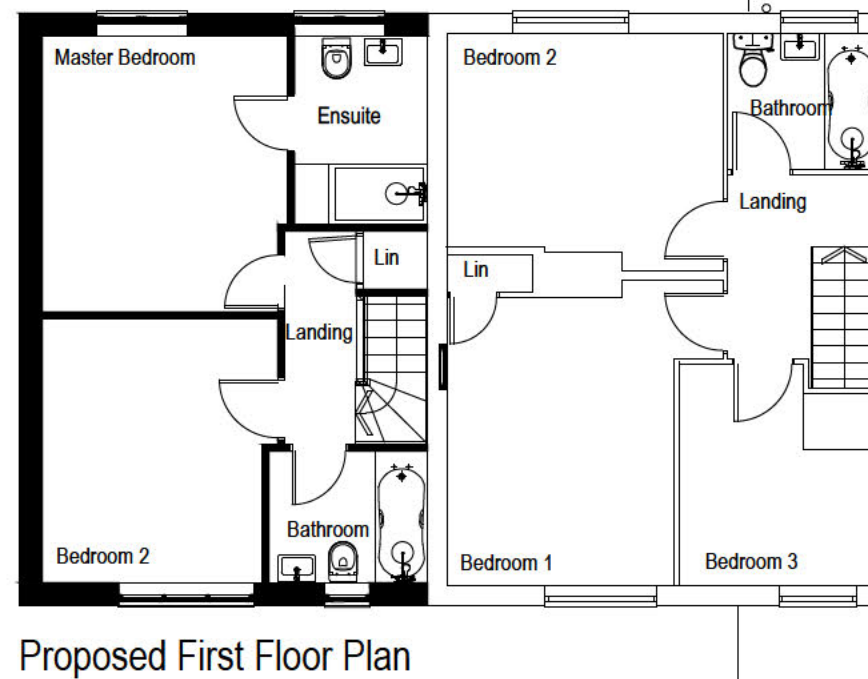 Master Bedroom
Ensuite
Lin
Landing
Bedroom 2
Bathroom
Bedroom 2
Bathroom
Landing
Lin
Bedroom 1
Bedroom 3
Proposed First Floor Plan